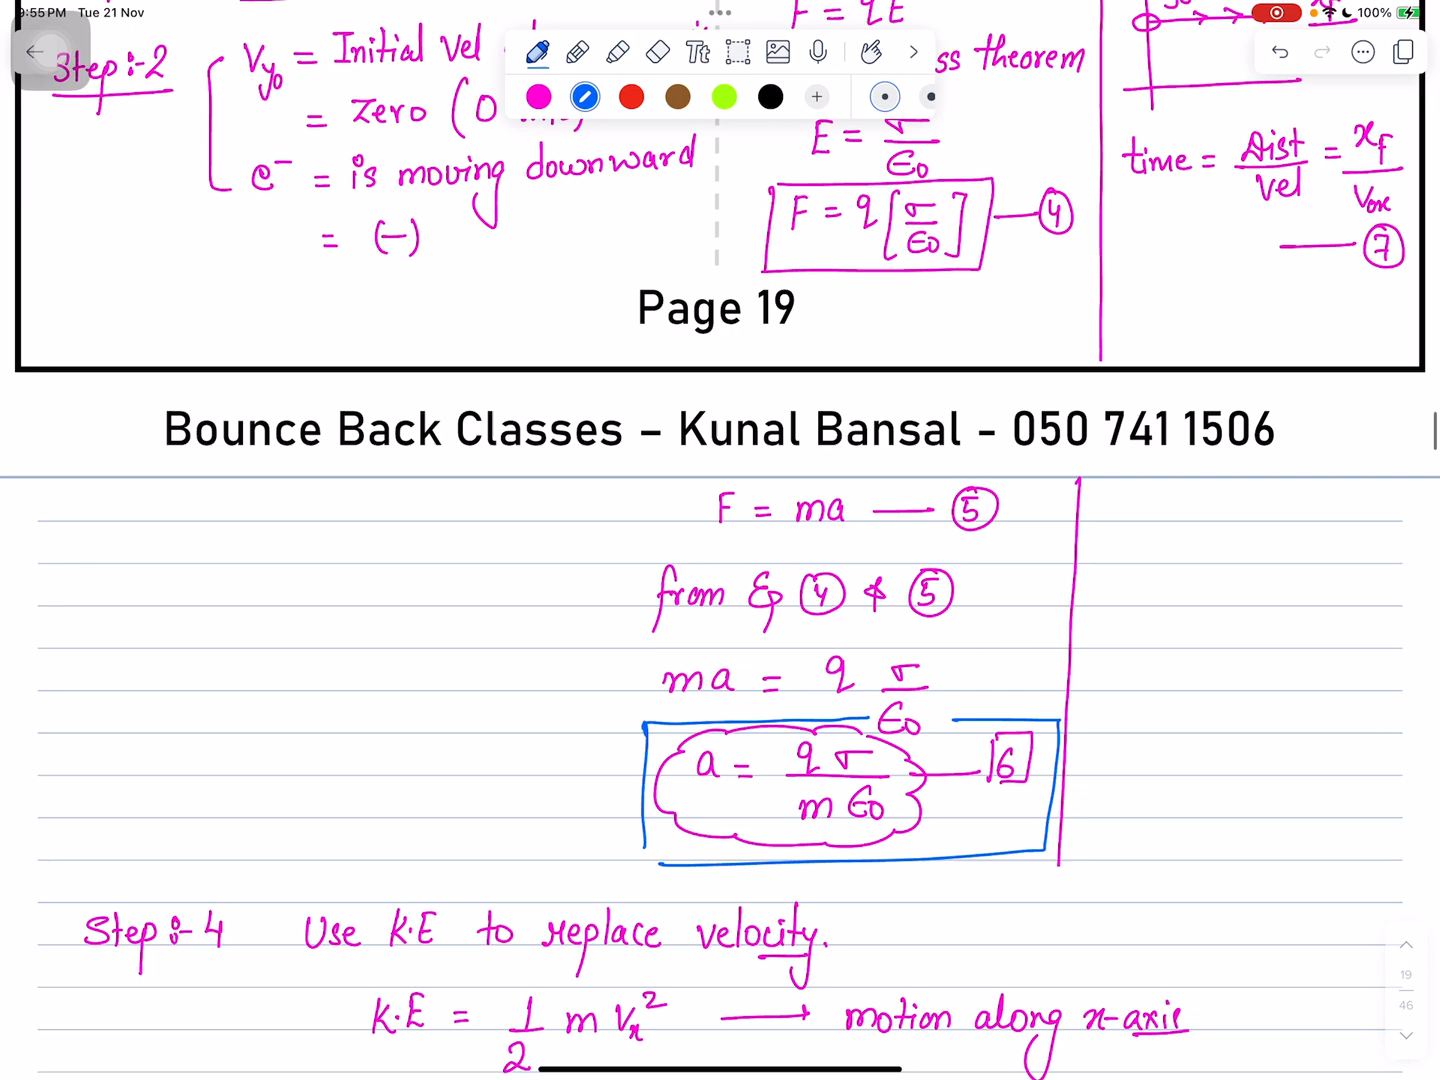 9:55 PM Tue 21 Nov
100%
F = qE
Step:-2
Vy0 = Initial Vel
= Zero (0
e⁻ = is moving downward
= (−)
ss theorem
E = σ/ε0
F = q[σ/ε0] — 4
time = Dist/Vel = xf/Vox
— 7
Tt
Page 19
Bounce Back Classes – Kunal Bansal - 050 741 1506
F = ma — 5
from Eq 4 & 5
ma = q σ/ε0
a = qσ/mε0 — 6
Step:-4 Use K.E to replace velocity.
K.E = 1/2 m Vx² → motion along x-axis
19
46